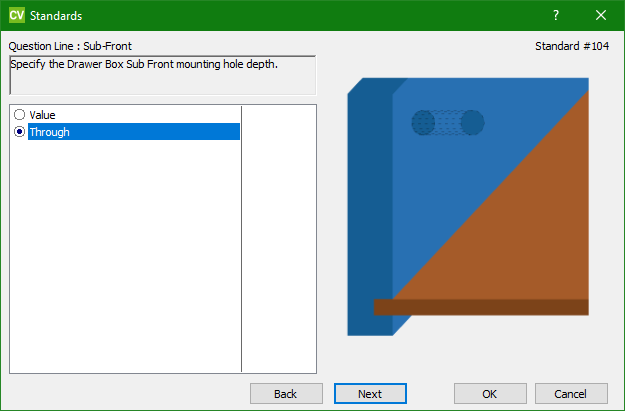 CV Standards
Question Line : Sub-Front
Standard #104
Specify the Drawer Box Sub Front mounting hole depth.
Value
Through
Back
Next
OK
Cancel